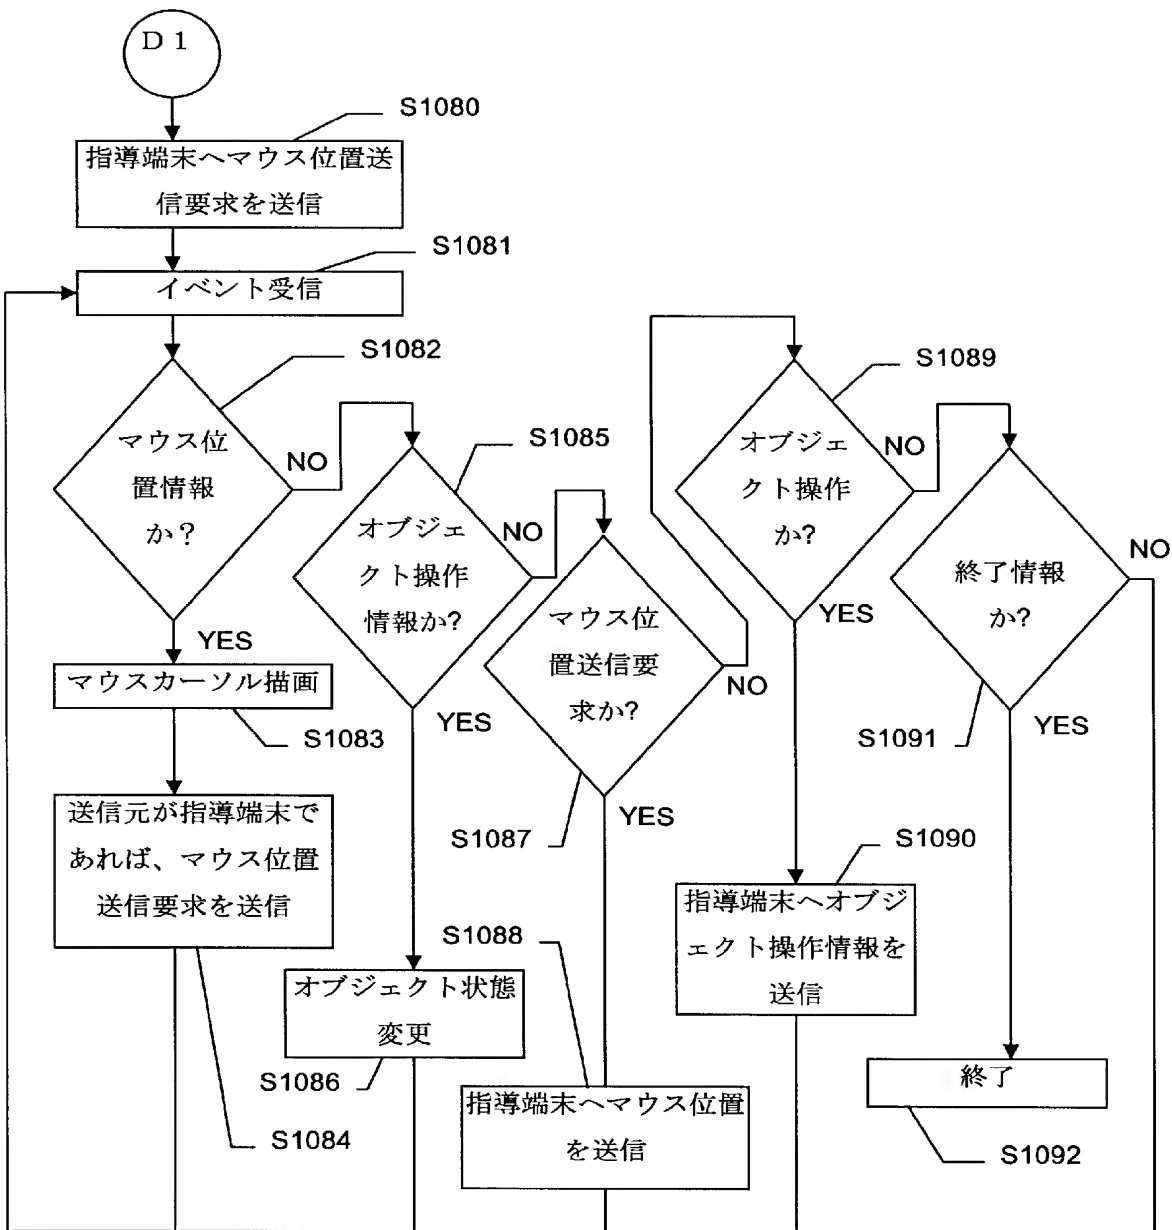 D 1
S1080
指導端末へマウス位置送
信要求を送信
S1081
イベント受信
S1082
マウス位
置情報
か？
NO
YES
マウスカーソル描画
S1083
送信元が指導端末で
あれば、マウス位置
送信要求を送信
S1084
S1085
オブジェ
クト操作
情報か?
NO
YES
オブジェクト状態
変更
S1086
マウス位
置送信要
求か?
NO
YES
S1087
S1088
指導端末へマウス位置
を送信
S1089
オブジェ
クト操作
か?
NO
YES
S1090
指導端末へオブジ
ェクト操作情報を
送信
終了情報
か?
NO
YES
S1091
終了
S1092